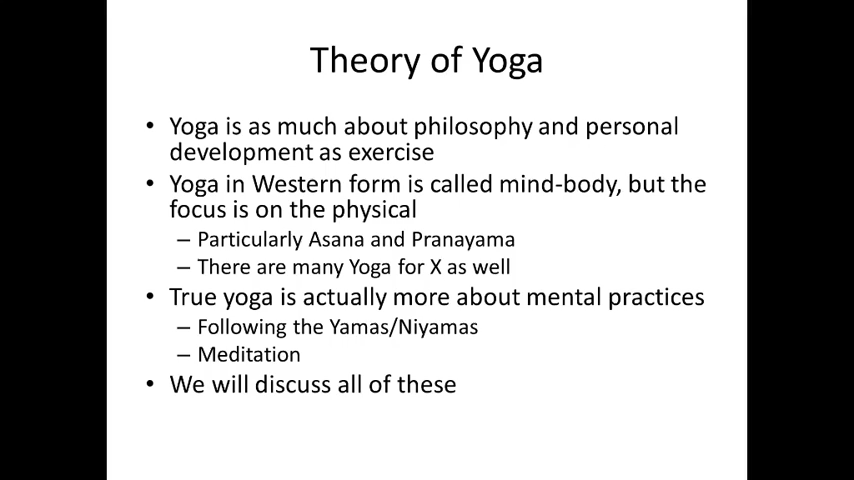 Theory of Yoga
• Yoga is as much about philosophy and personal
development as exercise
• Yoga in Western form is called mind-body, but the
focus is on the physical
– Particularly Asana and Pranayama
– There are many Yoga for X as well
• True yoga is actually more about mental practices
– Following the Yamas/Niyamas
– Meditation
• We will discuss all of these